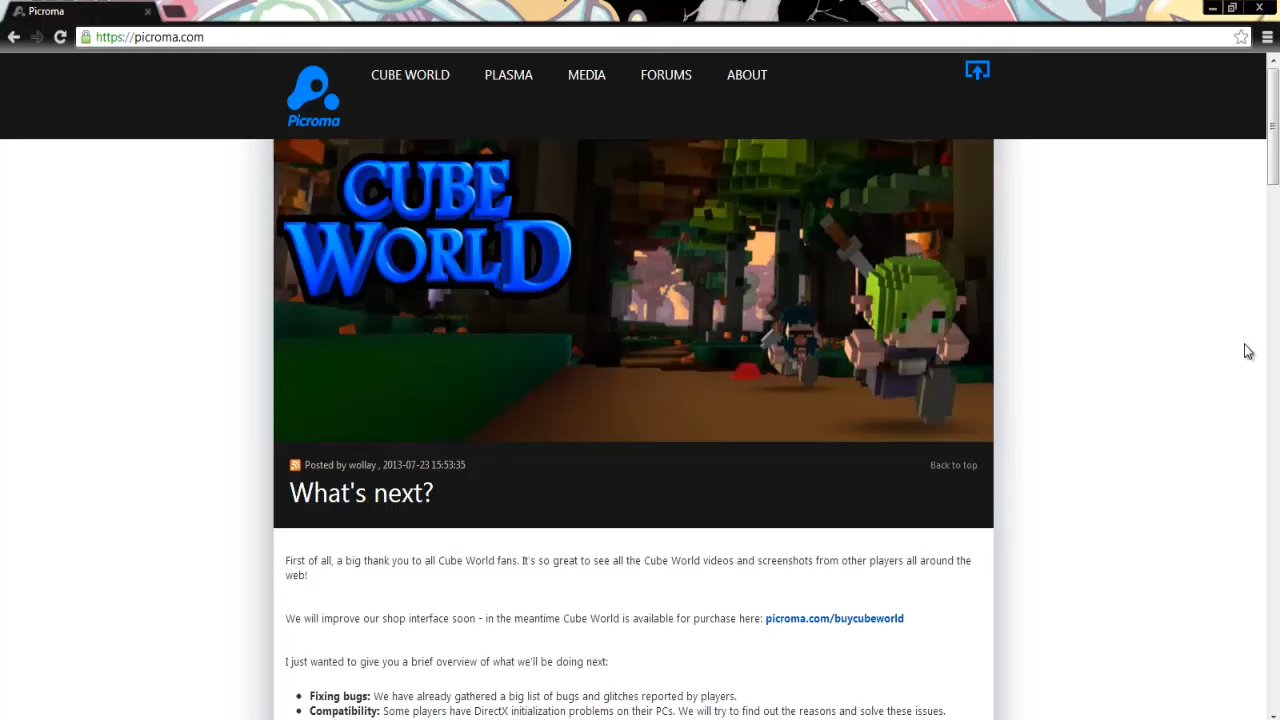 Picroma
https://picroma.com
CUBE WORLD
PLASMA
MEDIA
FORUMS
ABOUT
Picroma
CUBE
WORLD
Posted by wollay , 2013-07-23 15:53:35
Back to top
What's next?
First of all, a big thank you to all Cube World fans. It's so great to see all the Cube World videos and screenshots from other players all around the
web!
We will improve our shop interface soon - in the meantime Cube World is available for purchase here: picroma.com/buycubeworld
I just wanted to give you a brief overview of what we'll be doing next:
Fixing bugs: We have already gathered a big list of bugs and glitches reported by players.
Compatibility: Some players have DirectX initialization problems on their PCs. We will try to find out the reasons and solve these issues.